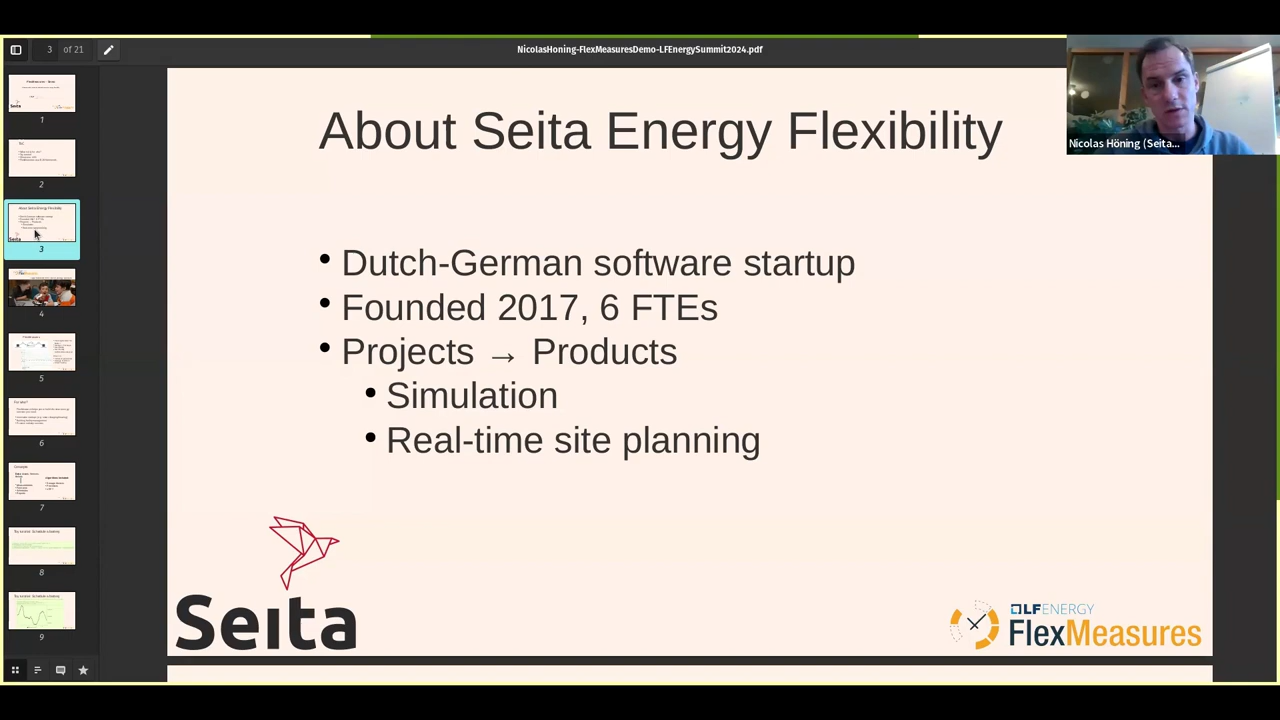 3 of 21
NicolasHoning-FlexMeasuresDemo-LFEnergySummit2024.pdf
Nicolas Höning (Seita...
About Seita Energy Flexibility
• Dutch-German software startup
• Founded 2017, 6 FTEs
• Projects → Products
• Simulation
• Real-time site planning
Seita
LFENERGY
FlexMeasures
1
2
3
4
5
6
7
8
9